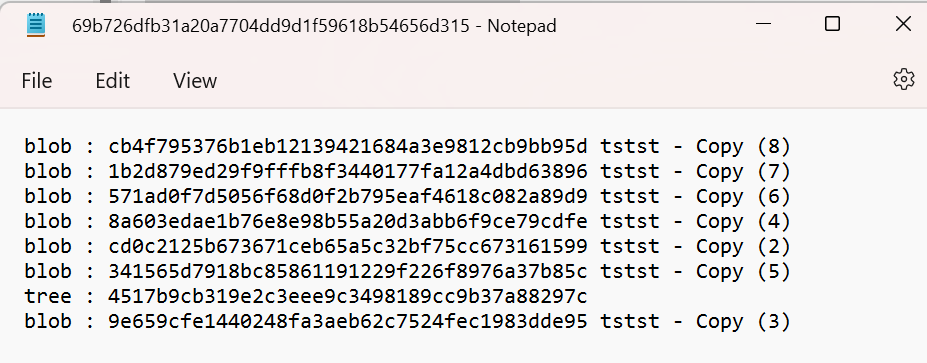 69b726dfb31a20a7704dd9d1f59618b54656d315 - Notepad
File Edit View
blob : cb4f795376b1eb12139421684a3e9812cb9bb95d tstst - Copy (8)
blob : 1b2d879ed29f9fffb8f3440177fa12a4dbd63896 tstst - Copy (7)
blob : 571ad0f7d5056f68d0f2b795eaf4618c082a89d9 tstst - Copy (6)
blob : 8a603edae1b76e8e98b55a20d3abb6f9ce79cdfe tstst - Copy (4)
blob : cd0c2125b673671ceb65a5c32bf75cc673161599 tstst - Copy (2)
blob : 341565d7918bc85861191229f226f8976a37b85c tstst - Copy (5)
tree : 4517b9cb319e2c3eee9c3498189cc9b37a88297c
blob : 9e659cfe1440248fa3aeb62c7524fec1983dde95 tstst - Copy (3)